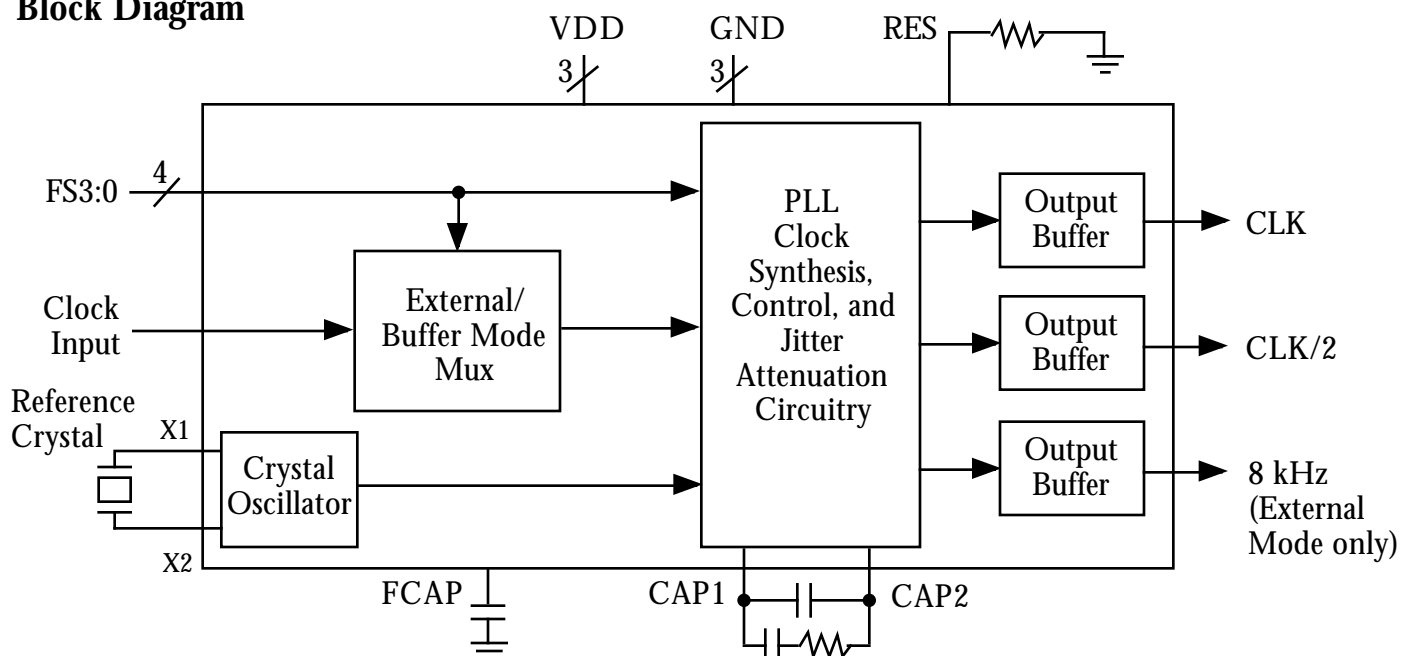 Block Diagram
VDD
GND
RES
3
3
FS3:0
4
Clock
Input
External/
Buffer Mode
Mux
PLL
Clock
Synthesis,
Control, and
Jitter
Attenuation
Circuitry
Output
Buffer
CLK
Output
Buffer
CLK/2
Output
Buffer
8 kHz
(External
Mode only)
Reference
Crystal
X1
X2
Crystal
Oscillator
FCAP
CAP1
CAP2